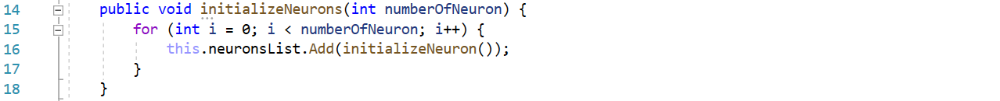 14 public void initializeNeurons(int numberOfNeuron) {
15 for (int i = 0; i < numberOfNeuron; i++) {
16 this.neuronsList.Add(initializeNeuron());
17 }
18 }